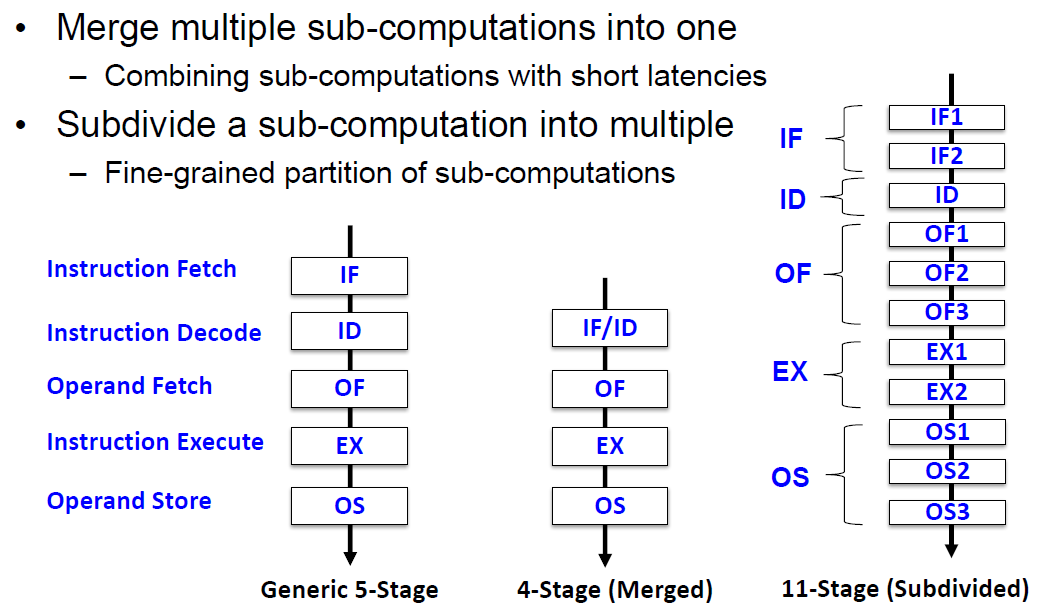 • Merge multiple sub-computations into one
– Combining sub-computations with short latencies
• Subdivide a sub-computation into multiple
– Fine-grained partition of sub-computations
Instruction Fetch
Instruction Decode
Operand Fetch
Instruction Execute
Operand Store
IF
ID
OF
EX
OS
Generic 5-Stage
IF/ID
OF
EX
OS
4-Stage (Merged)
IF
ID
OF
EX
OS
IF1
IF2
ID
OF1
OF2
OF3
EX1
EX2
OS1
OS2
OS3
11-Stage (Subdivided)